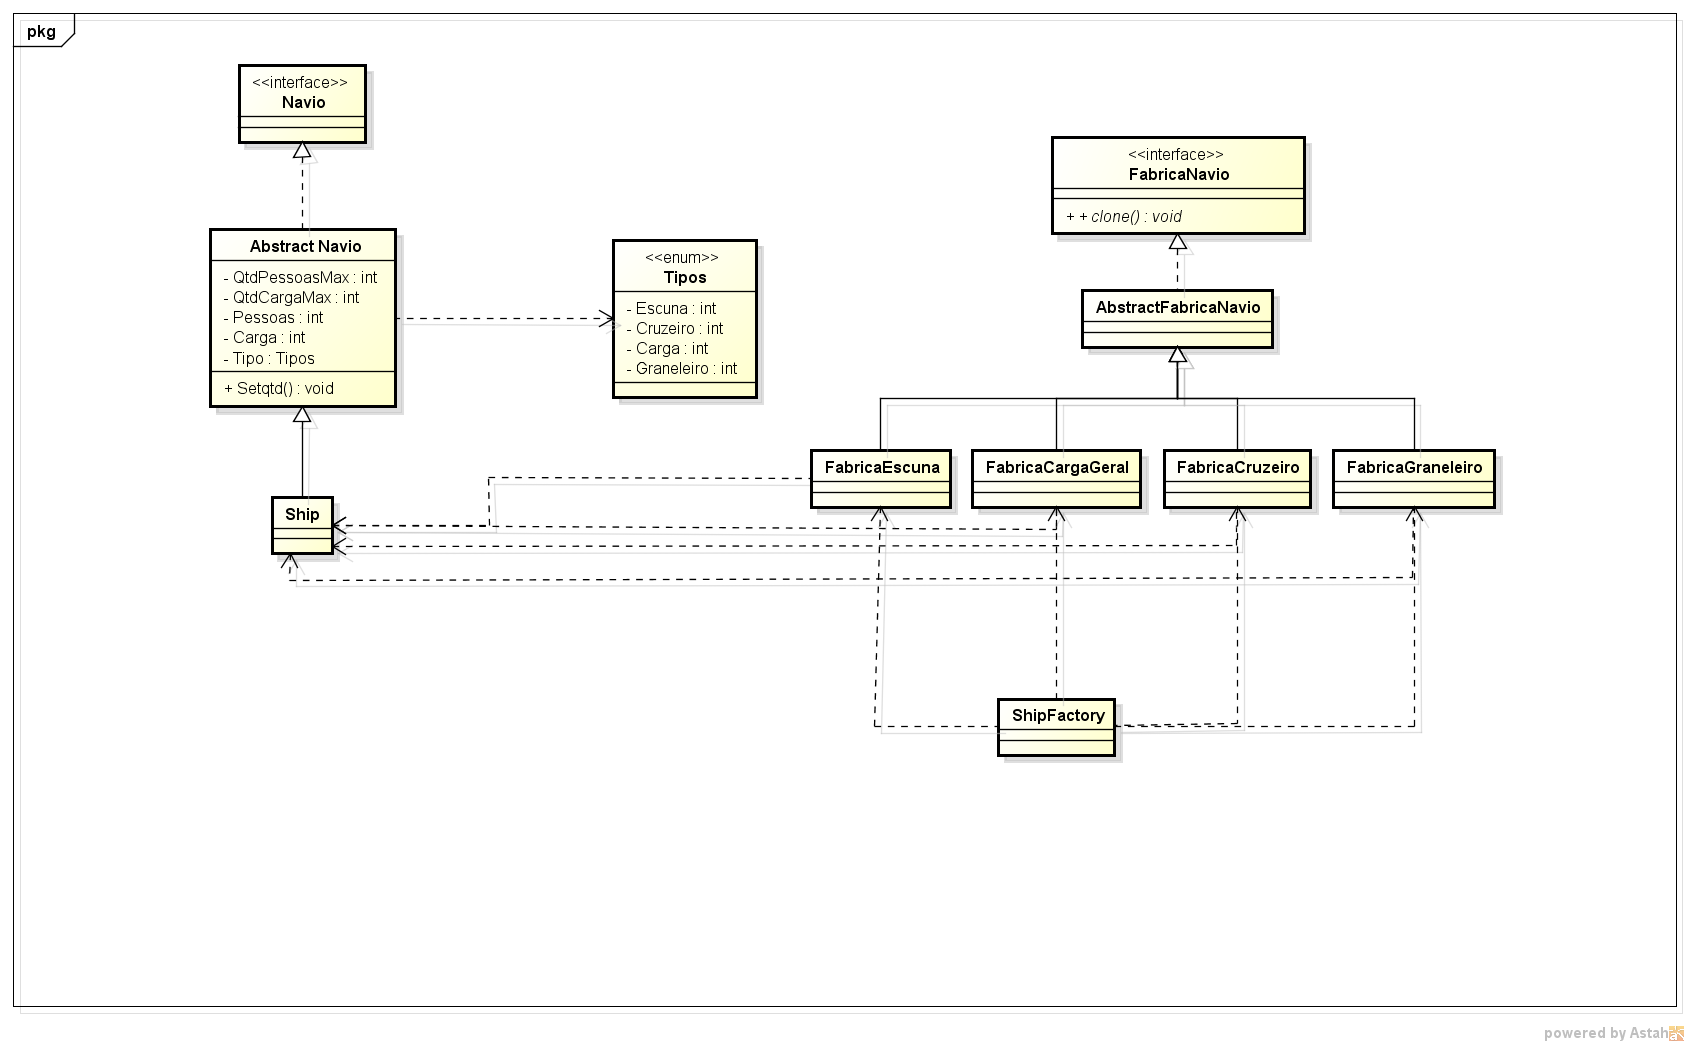 pkg
<<interface>>
Navio
Abstract Navio
- QtdPessoasMax : int
- QtdCargaMax : int
- Pessoas : int
- Carga : int
- Tipo : Tipos
+ Setqtd() : void
<<enum>>
Tipos
- Escuna : int
- Cruzeiro : int
- Carga : int
- Graneleiro : int
Ship
<<interface>>
FabricaNavio
+ + clone() : void
AbstractFabricaNavio
FabricaEscuna
FabricaCargaGeral
FabricaCruzeiro
FabricaGraneleiro
ShipFactory
powered by Astah